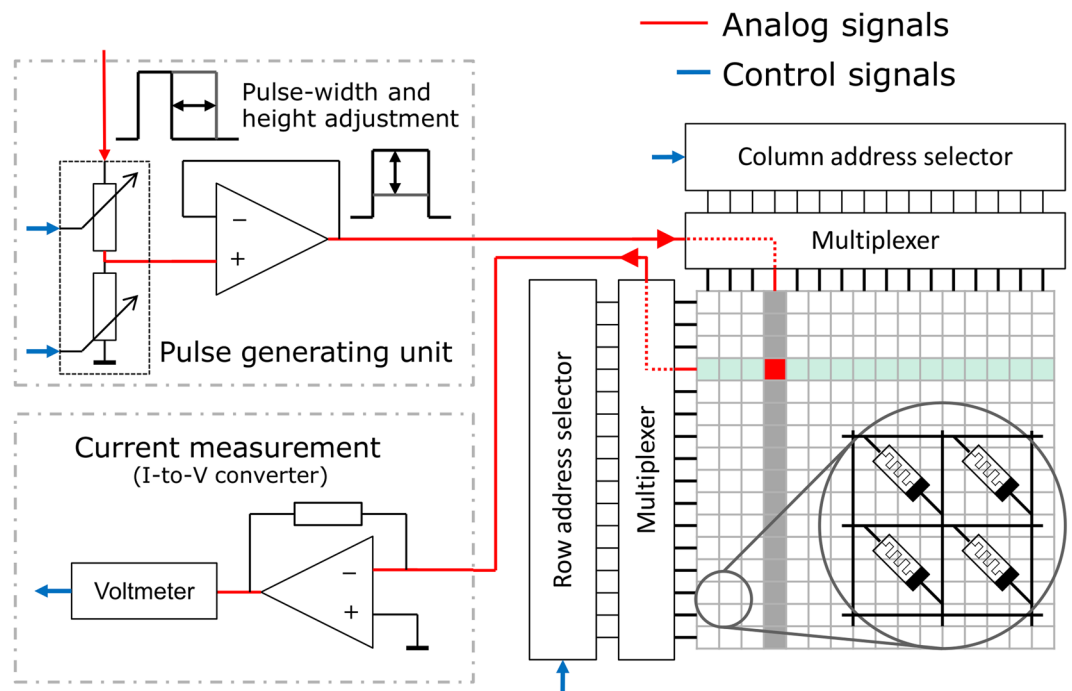 Analog signals
Control signals
Pulse-width and
height adjustment
−
+
Pulse generating unit
Column address selector
Multiplexer
Row address selector
Multiplexer
Current measurement
(I-to-V converter)
−
+
Voltmeter